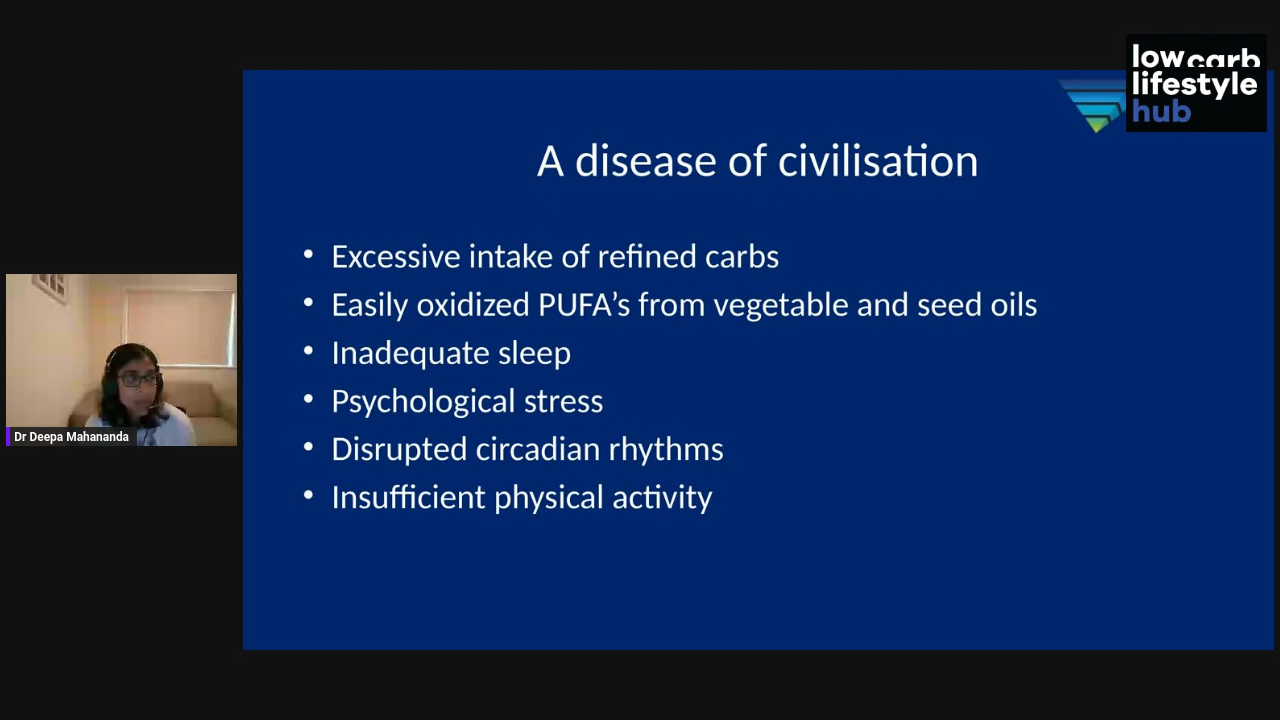 low carb
lifestyle
hub
A disease of civilisation
• Excessive intake of refined carbs
• Easily oxidized PUFA’s from vegetable and seed oils
• Inadequate sleep
• Psychological stress
• Disrupted circadian rhythms
• Insufficient physical activity
Dr Deepa Mahananda